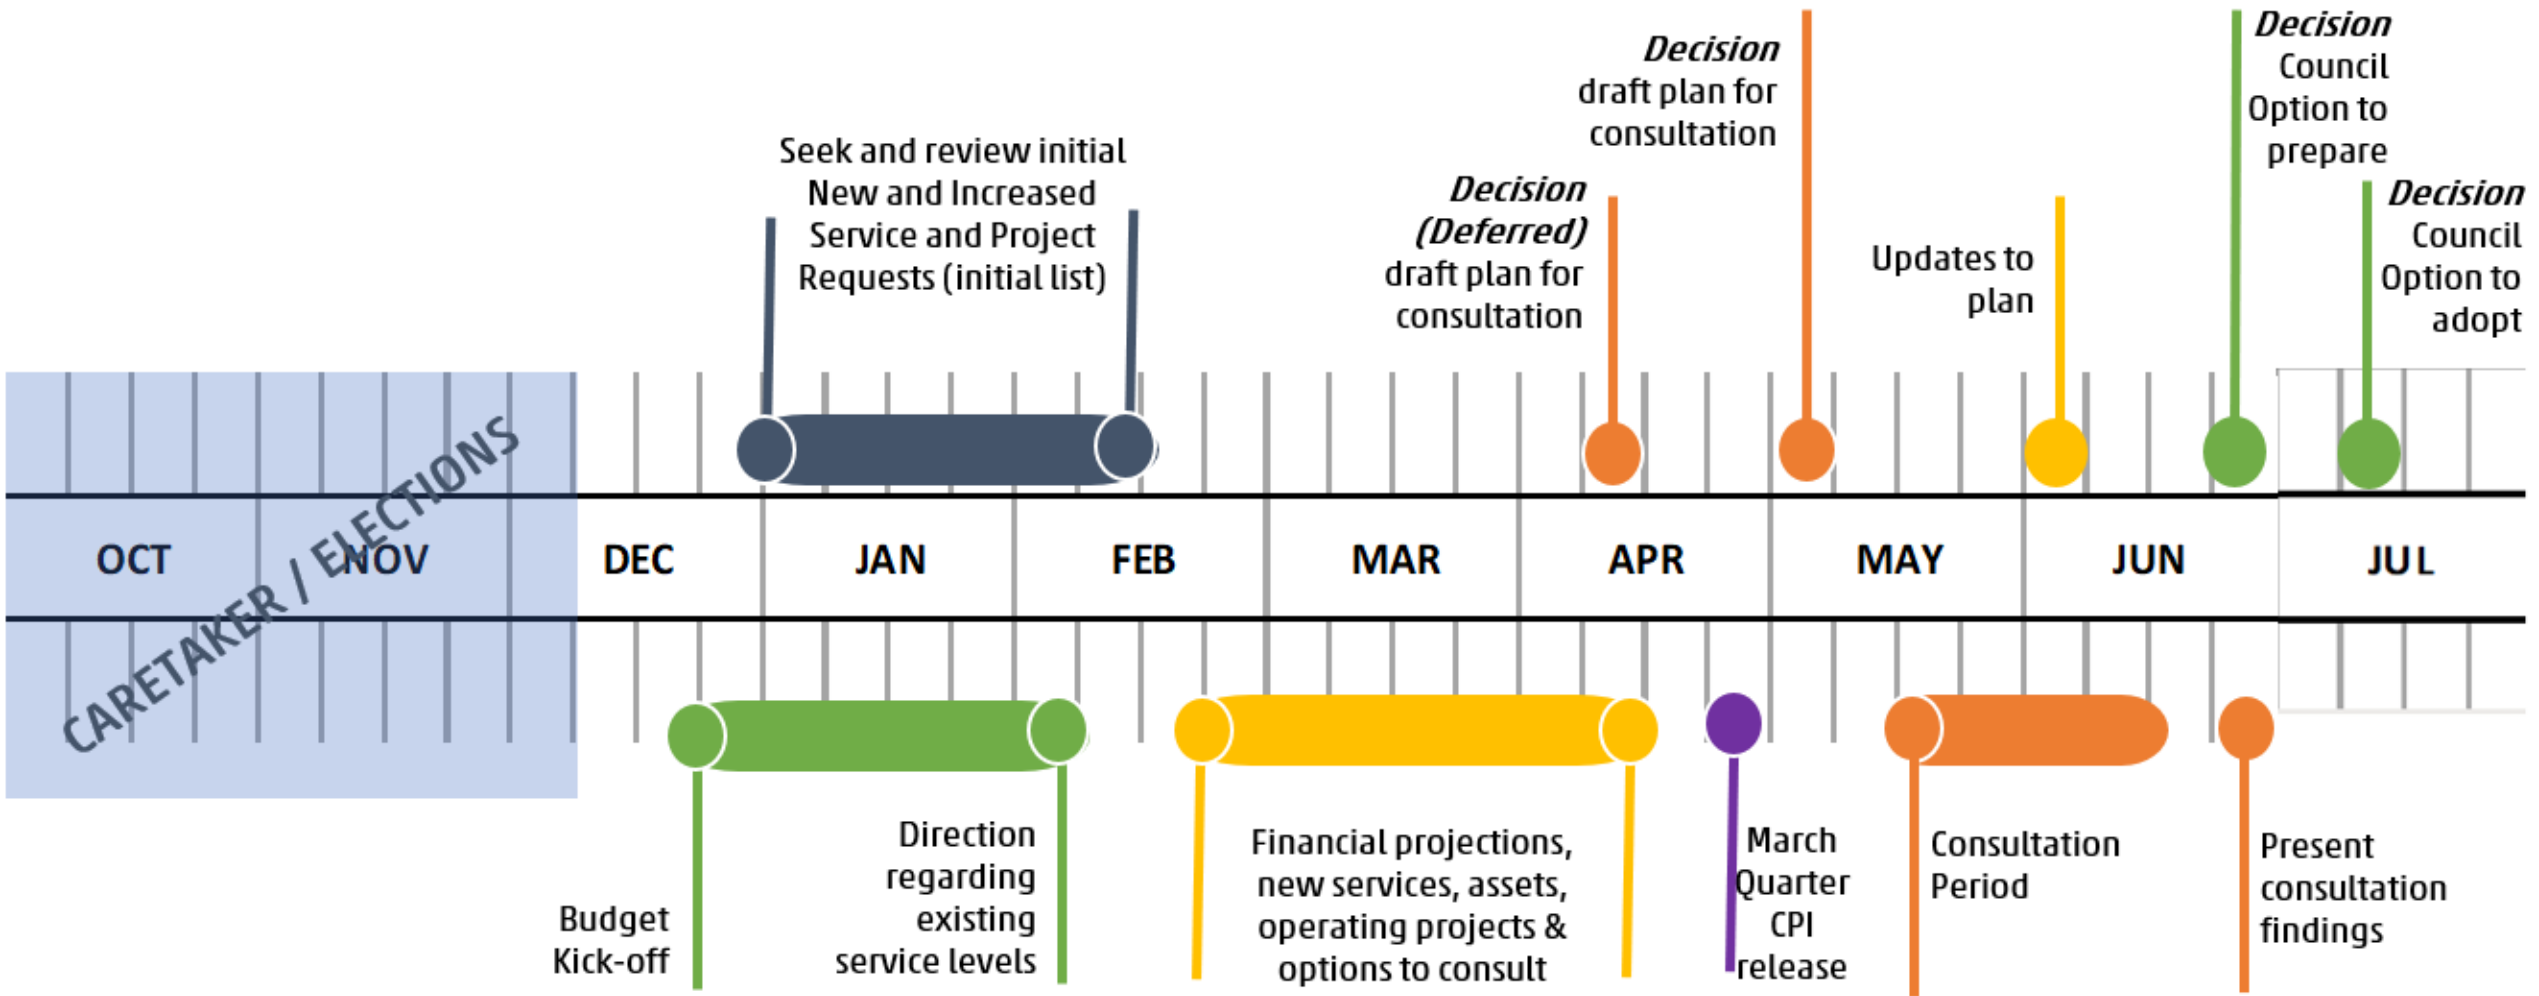 Decision
draft plan for
consultation
Decision
Council
Option to
prepare
Seek and review initial
New and Increased
Service and Project
Requests (initial list)
Decision
(Deferred)
draft plan for
consultation
Updates to
plan
Decision
Council
Option to
adopt
CARETAKER / ELECTIONS
OCT
NOV
DEC
JAN
FEB
MAR
APR
MAY
JUN
JUL
Budget
Kick-off
Direction
regarding
existing
service levels
Financial projections,
new services, assets,
operating projects &
options to consult
March
Quarter
CPI
release
Consultation
Period
Present
consultation
findings